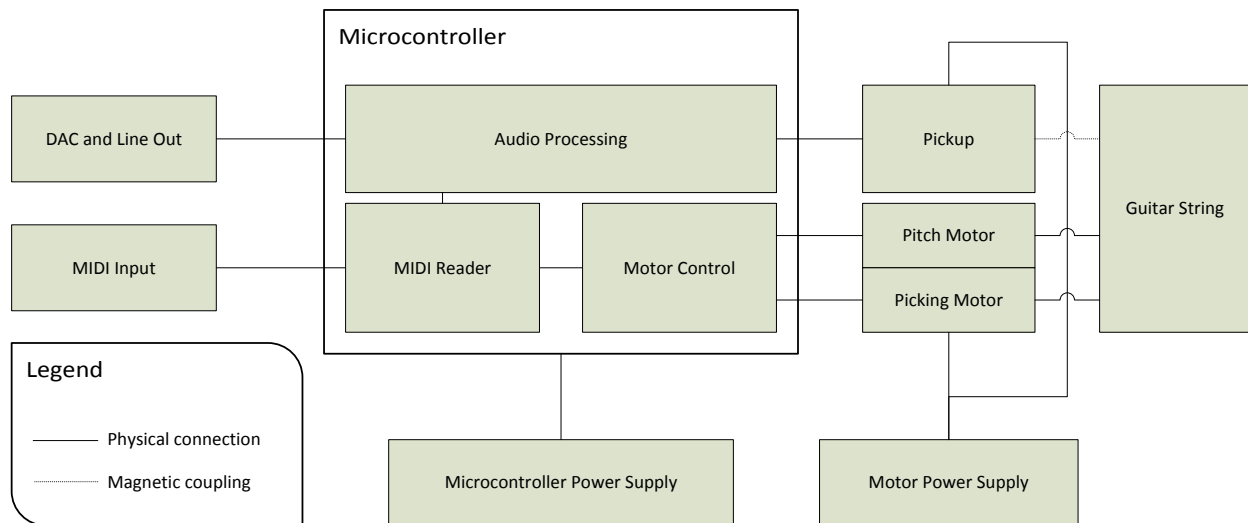 Microcontroller
DAC and Line Out
Audio Processing
Pickup
Guitar String
MIDI Input
MIDI Reader
Motor Control
Pitch Motor
Picking Motor
Legend
Physical connection
Magnetic coupling
Microcontroller Power Supply
Motor Power Supply